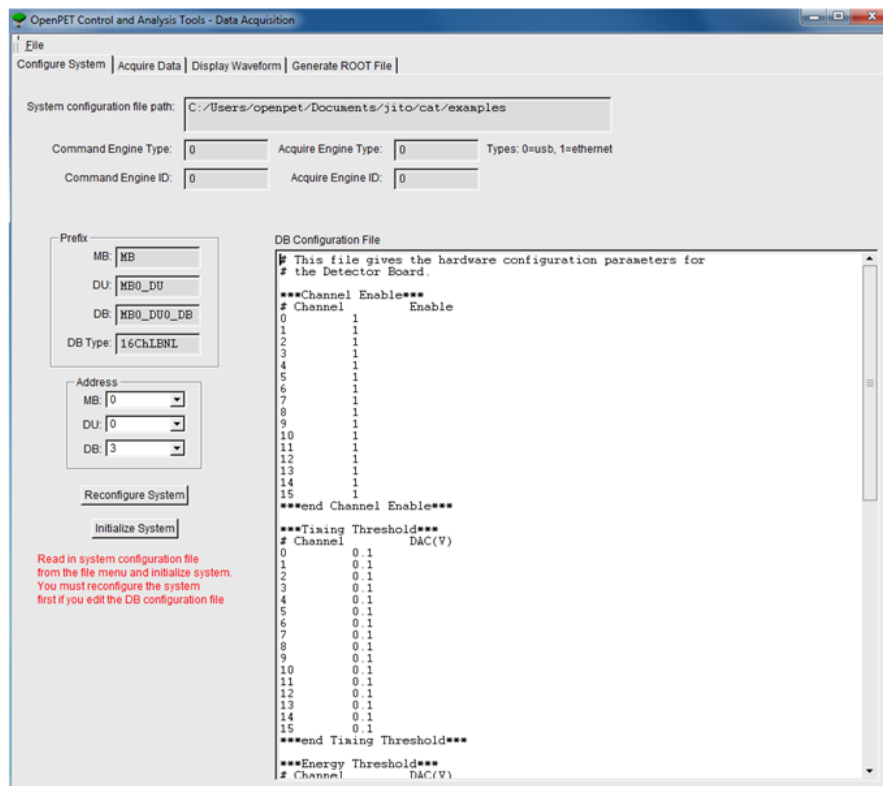 OpenPET Control and Analysis Tools - Data Acquisition
File
Configure System Acquire Data Display Waveform Generate ROOT File
System configuration file path: C:/Users/openpet/Documents/jito/cat/examples
Command Engine Type: 0 Acquire Engine Type: 0 Types: 0=usb, 1=ethernet
Command Engine ID: 0 Acquire Engine ID: 0
Prefix
MB: MB
DU: MB0_DU
DB: MB0_DU0_DB
DB Type: 16ChLBNL
Address
MB: 0
DU: 0
DB: 3
Reconfigure System
Initialize System
Read in system configuration file
from the file menu and initialize system.
You must reconfigure the system
first if you edit the DB configuration file
DB Configuration File
# This file gives the hardware configuration parameters for
# the Detector Board.
***Channel Enable***
# Channel Enable
0 1
1 1
2 1
3 1
4 1
5 1
6 1
7 1
8 1
9 1
10 1
11 1
12 1
13 1
14 1
15 1
***end Channel Enable***
***Timing Threshold***
# Channel DAC(V)
0 0.1
1 0.1
2 0.1
3 0.1
4 0.1
5 0.1
6 0.1
7 0.1
8 0.1
9 0.1
10 0.1
11 0.1
12 0.1
13 0.1
14 0.1
15 0.1
***end Timing Threshold***
***Energy Threshold***
# Channel DAC(V)